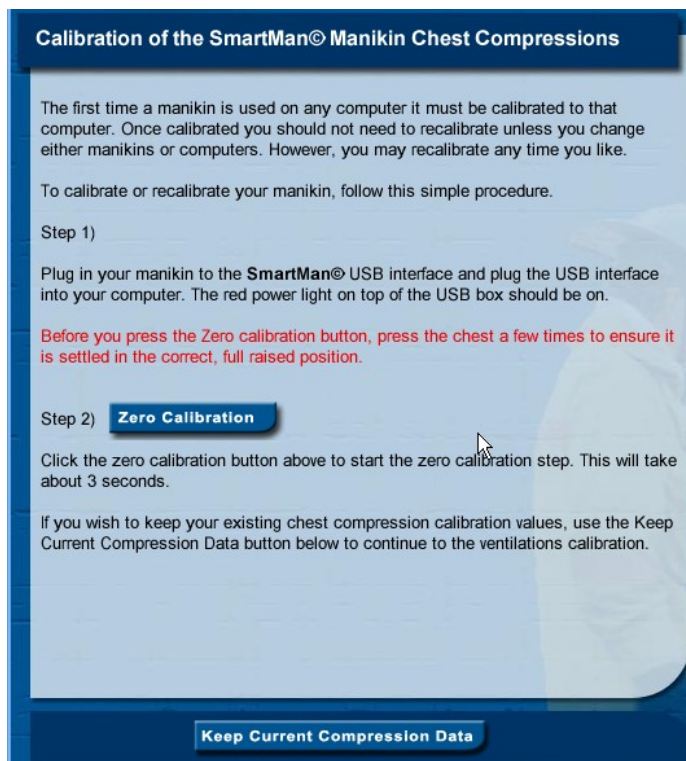 Calibration of the SmartMan© Manikin Chest Compressions
The first time a manikin is used on any computer it must be calibrated to that
computer. Once calibrated you should not need to recalibrate unless you change
either manikins or computers. However, you may recalibrate any time you like.
To calibrate or recalibrate your manikin, follow this simple procedure.
Step 1)
Plug in your manikin to the SmartMan© USB interface and plug the USB interface
into your computer. The red power light on top of the USB box should be on.
Before you press the Zero calibration button, press the chest a few times to ensure it
is settled in the correct, full raised position.
Step 2) Zero Calibration
Click the zero calibration button above to start the zero calibration step. This will take
about 3 seconds.
If you wish to keep your existing chest compression calibration values, use the Keep
Current Compression Data button below to continue to the ventilations calibration.
Keep Current Compression Data